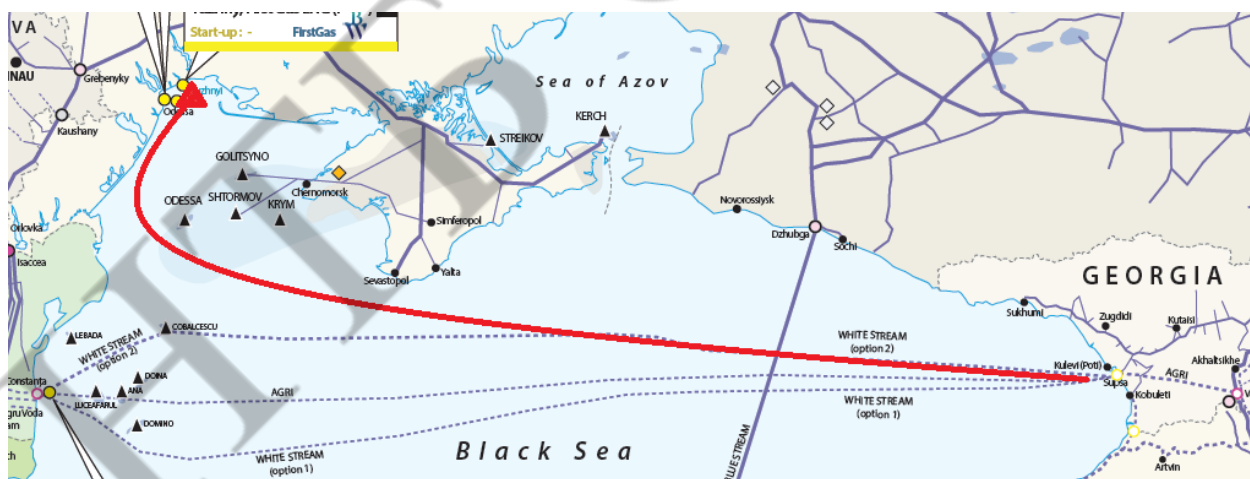 Start-up: -
FirstGas
VA
INAU
Grebenyky
Kaushany
Odessa
Sea of Azov
KERCH
STREIKOV
GOLITSYNO
Chernomorsk
ODESSA
SHTORMOV
KRYM
Simferopol
Novorossiysk
Dzhubga
Sochi
Orlovka
Isaccea
Sevastopol
Yalta
GEORGIA
Sukhumi
Zugdidi
Kutaisi
LEBADA
COBALCESCU
WHITE STREAM
(option 2)
WHITE STREAM
(option 2)
Kulevi (Poti)
Akhaltsikhe
Constanta
DOINA
ANA
LUCEAFARUL
AGRI
Supsa
AGRI
Kobuleti
WHITE STREAM
(option 1)
DOMINO
WHITE STREAM
(option 1)
Black Sea
BLUE STREAM
Artvin